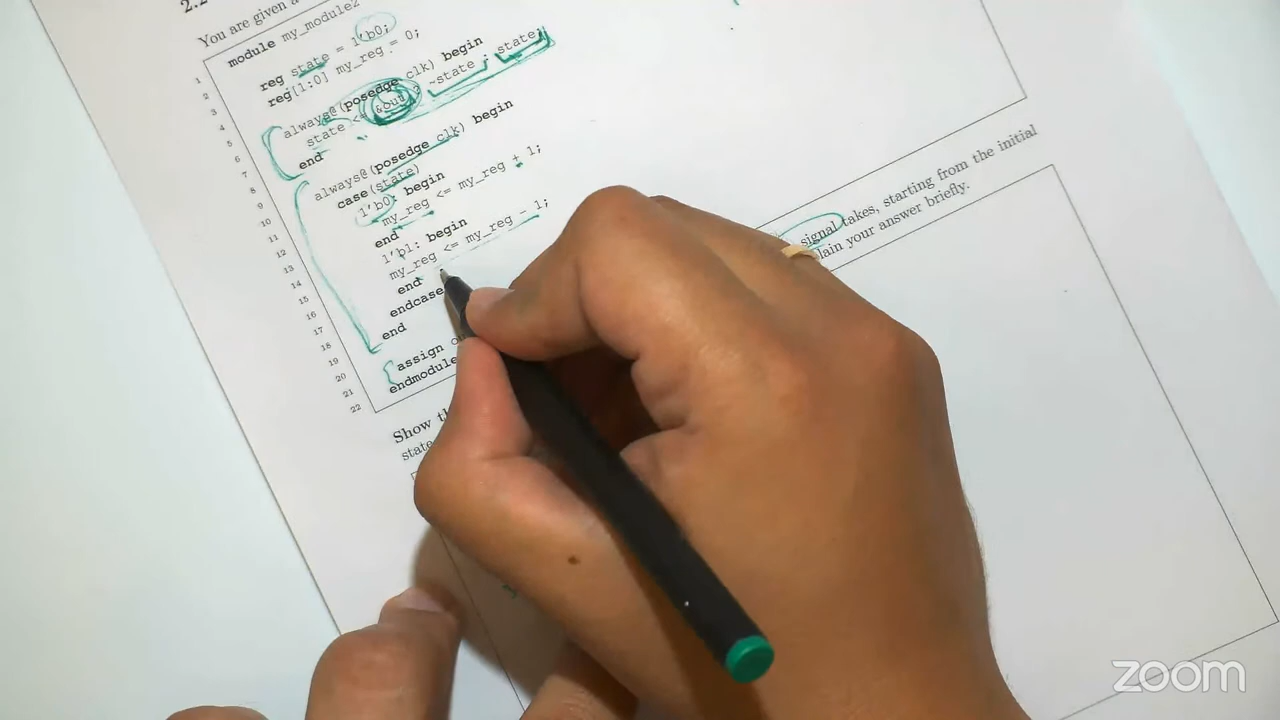 2.2
You are given a
1
2
3
4
5
6
7
8
9
10
11
12
13
14
15
16
17
18
19
20
21
22
module my_module2
reg state = 1'b0;
reg[1:0] my_reg = 0;
always@(posedge clk) begin
state <= &out ? ~state : state;
end
always@(posedge clk) begin
case(state)
1'b0: begin
my_reg <= my_reg + 1;
end
1'b1: begin
my_reg <= my_reg - 1;
end
endcase
end
assign
endmodule
Show
state
signal takes, starting from the initial
your answer briefly.
zoom